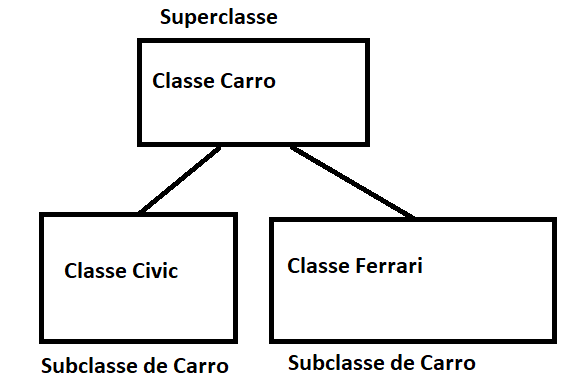 Superclasse
Classe Carro
Classe Civic
Classe Ferrari
Subclasse de Carro
Subclasse de Carro